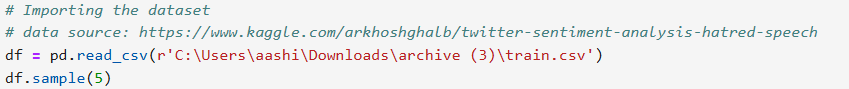 # Importing the dataset
# data source: https://www.kaggle.com/arkhoshghalb/twitter-sentiment-analysis-hatred-speech
df = pd.read_csv(r'C:\Users\aashi\Downloads\archive (3)\train.csv')
df.sample(5)